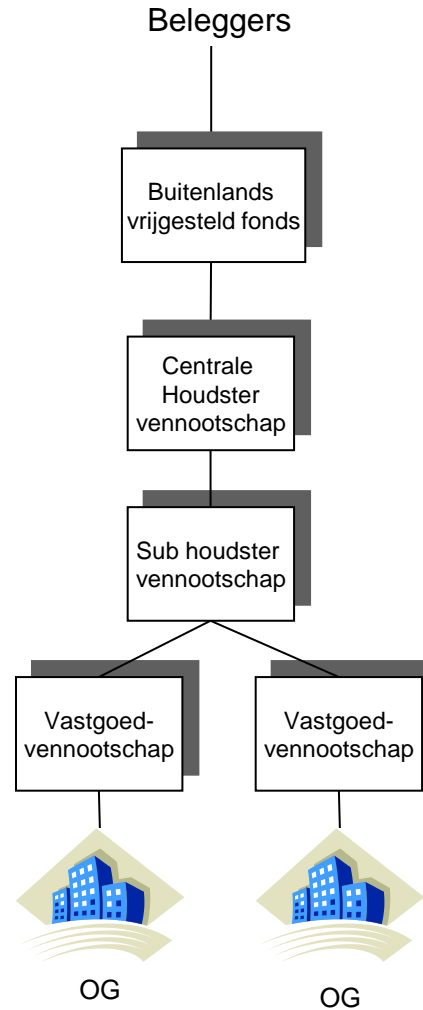 Beleggers
Buitenlands
vrijgesteld fonds
Centrale
Houdster
vennootschap
Sub houdster
vennootschap
Vastgoed-
vennootschap
Vastgoed-
vennootschap
OG
OG